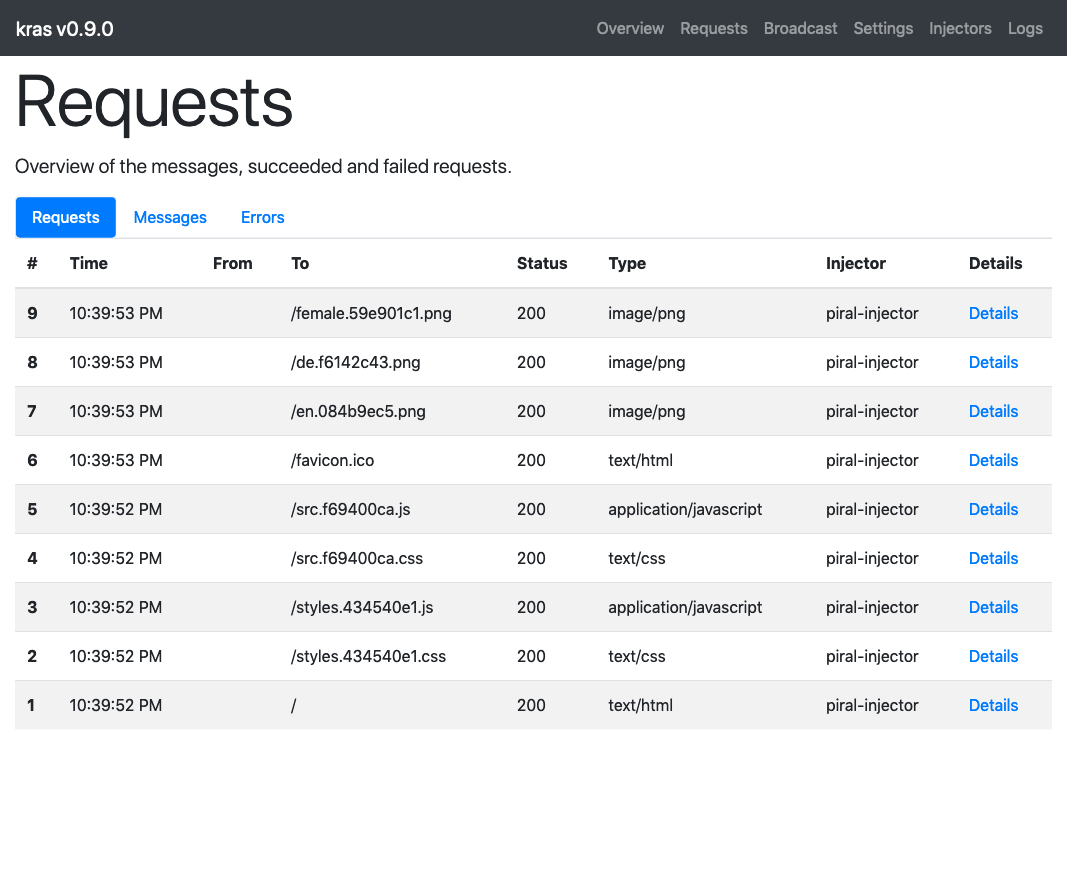 kras v0.9.0 Overview Requests Broadcast Settings Injectors Logs
Requests
Overview of the messages, succeeded and failed requests.
Requests Messages Errors
# Time From To Status Type Injector Details
9 10:39:53 PM /female.59e901c1.png 200 image/png piral-injector Details
8 10:39:53 PM /de.f6142c43.png 200 image/png piral-injector Details
7 10:39:53 PM /en.084b9ec5.png 200 image/png piral-injector Details
6 10:39:53 PM /favicon.ico 200 text/html piral-injector Details
5 10:39:52 PM /src.f69400ca.js 200 application/javascript piral-injector Details
4 10:39:52 PM /src.f69400ca.css 200 text/css piral-injector Details
3 10:39:52 PM /styles.434540e1.js 200 application/javascript piral-injector Details
2 10:39:52 PM /styles.434540e1.css 200 text/css piral-injector Details
1 10:39:52 PM / 200 text/html piral-injector Details